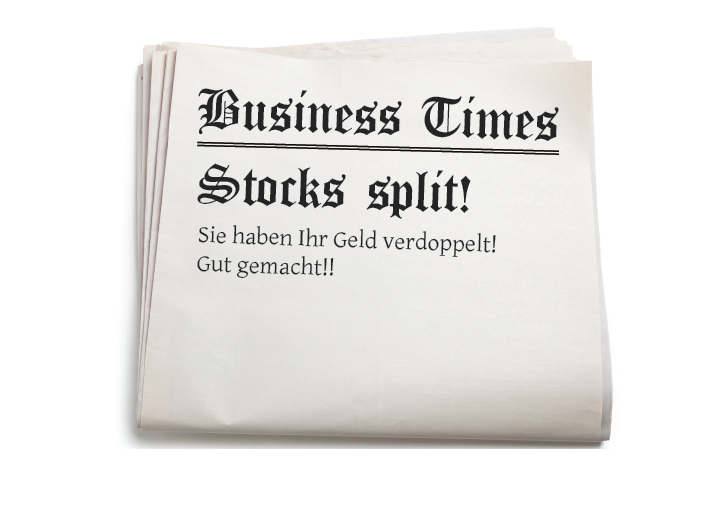 Business Times
Stocks split!
Sie haben Ihr Geld verdoppelt!
Gut gemacht!!